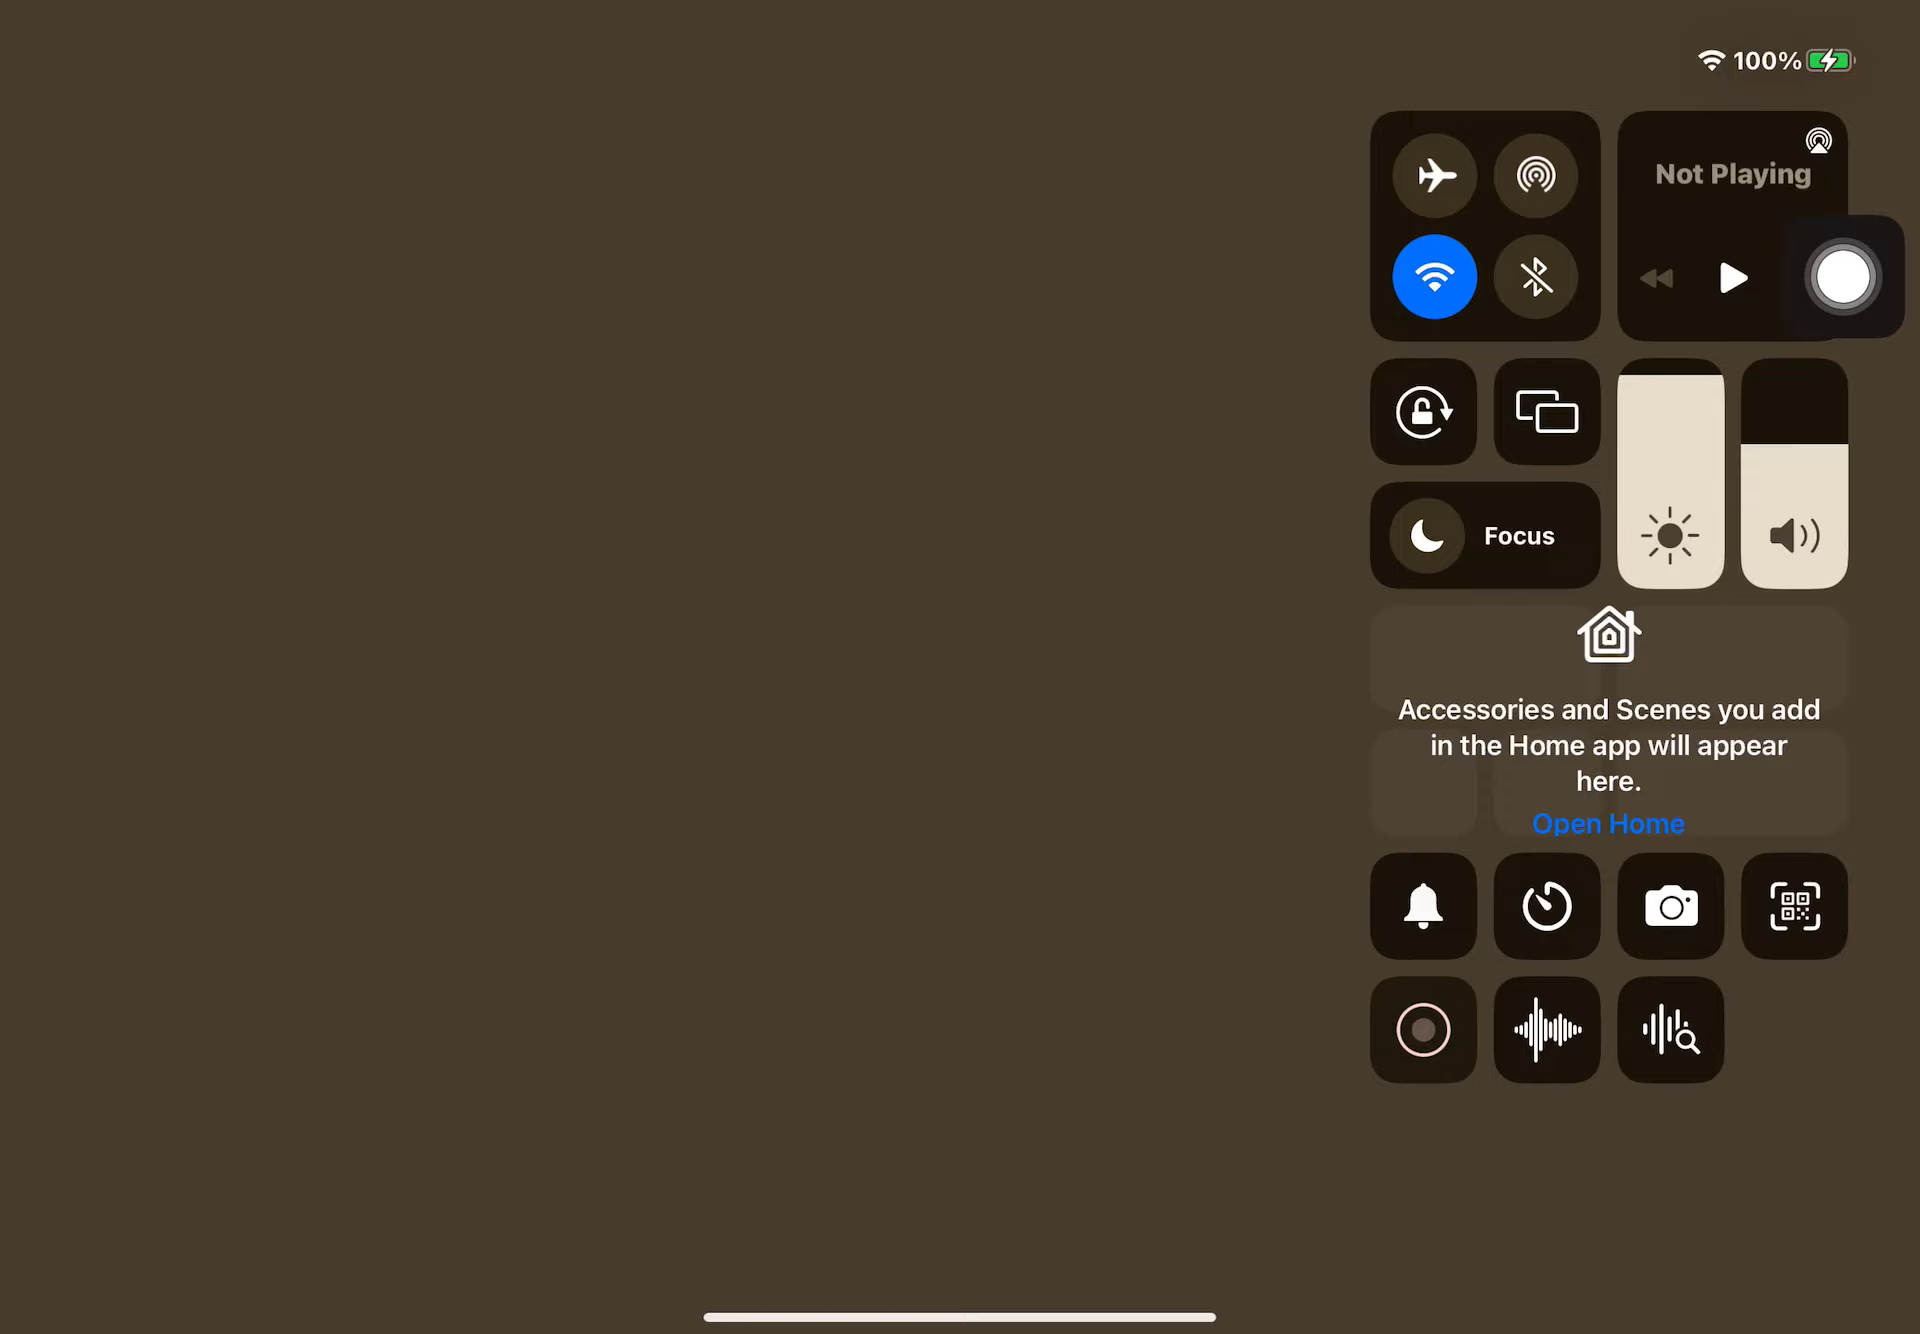 100%
Not Playing
Focus
Accessories and Scenes you add
in the Home app will appear
here.
Open Home